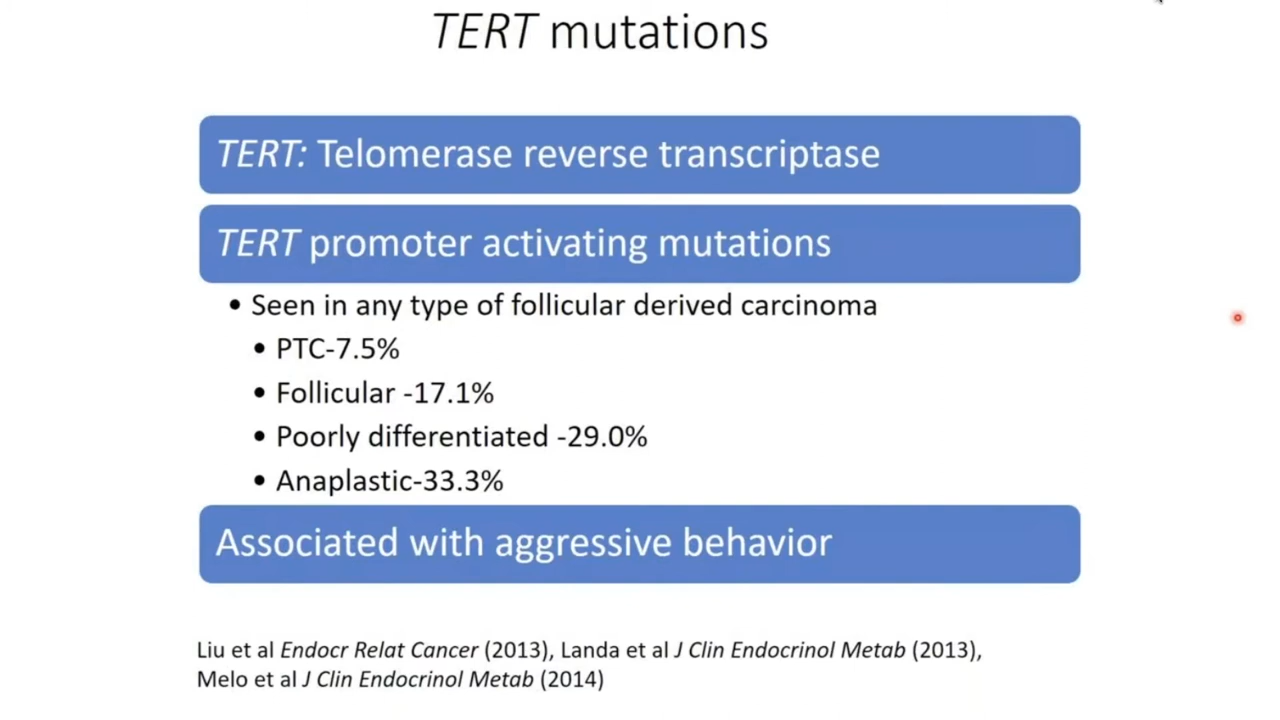 TERT mutations
TERT: Telomerase reverse transcriptase
TERT promoter activating mutations
• Seen in any type of follicular derived carcinoma
• PTC-7.5%
• Follicular -17.1%
• Poorly differentiated -29.0%
• Anaplastic-33.3%
Associated with aggressive behavior
Liu et al Endocr Relat Cancer (2013), Landa et al J Clin Endocrinol Metab (2013),
Melo et al J Clin Endocrinol Metab (2014)